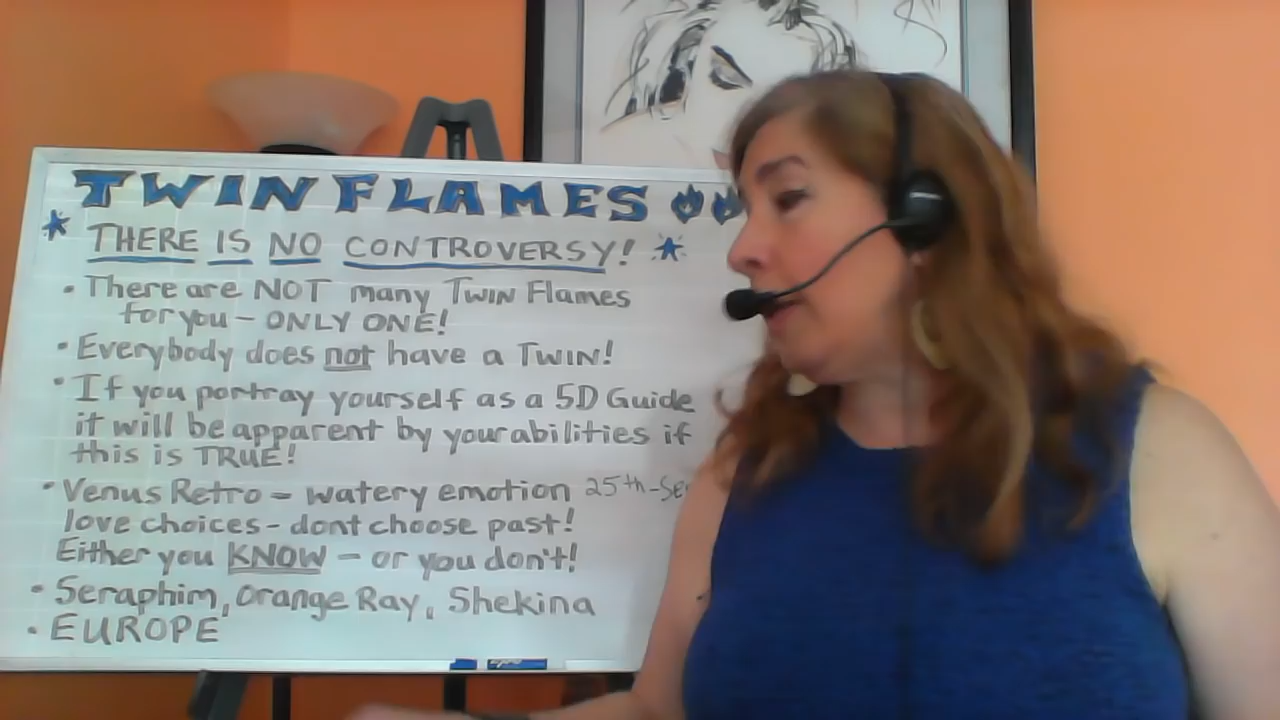 TWIN FLAMES
* THERE IS NO CONTROVERSY! *
• There are NOT many Twin Flames
for you - ONLY ONE!
• Everybody does not have a TWIN!
• If you portray yourself as a 5D Guide
it will be apparent by your abilities if
this is TRUE!
• Venus Retro - watery emotion 25th-Se
love choices - dont choose past!
Either you KNOW - or you don't!
• Seraphim, Orange Ray, Shekina
• EUROPE